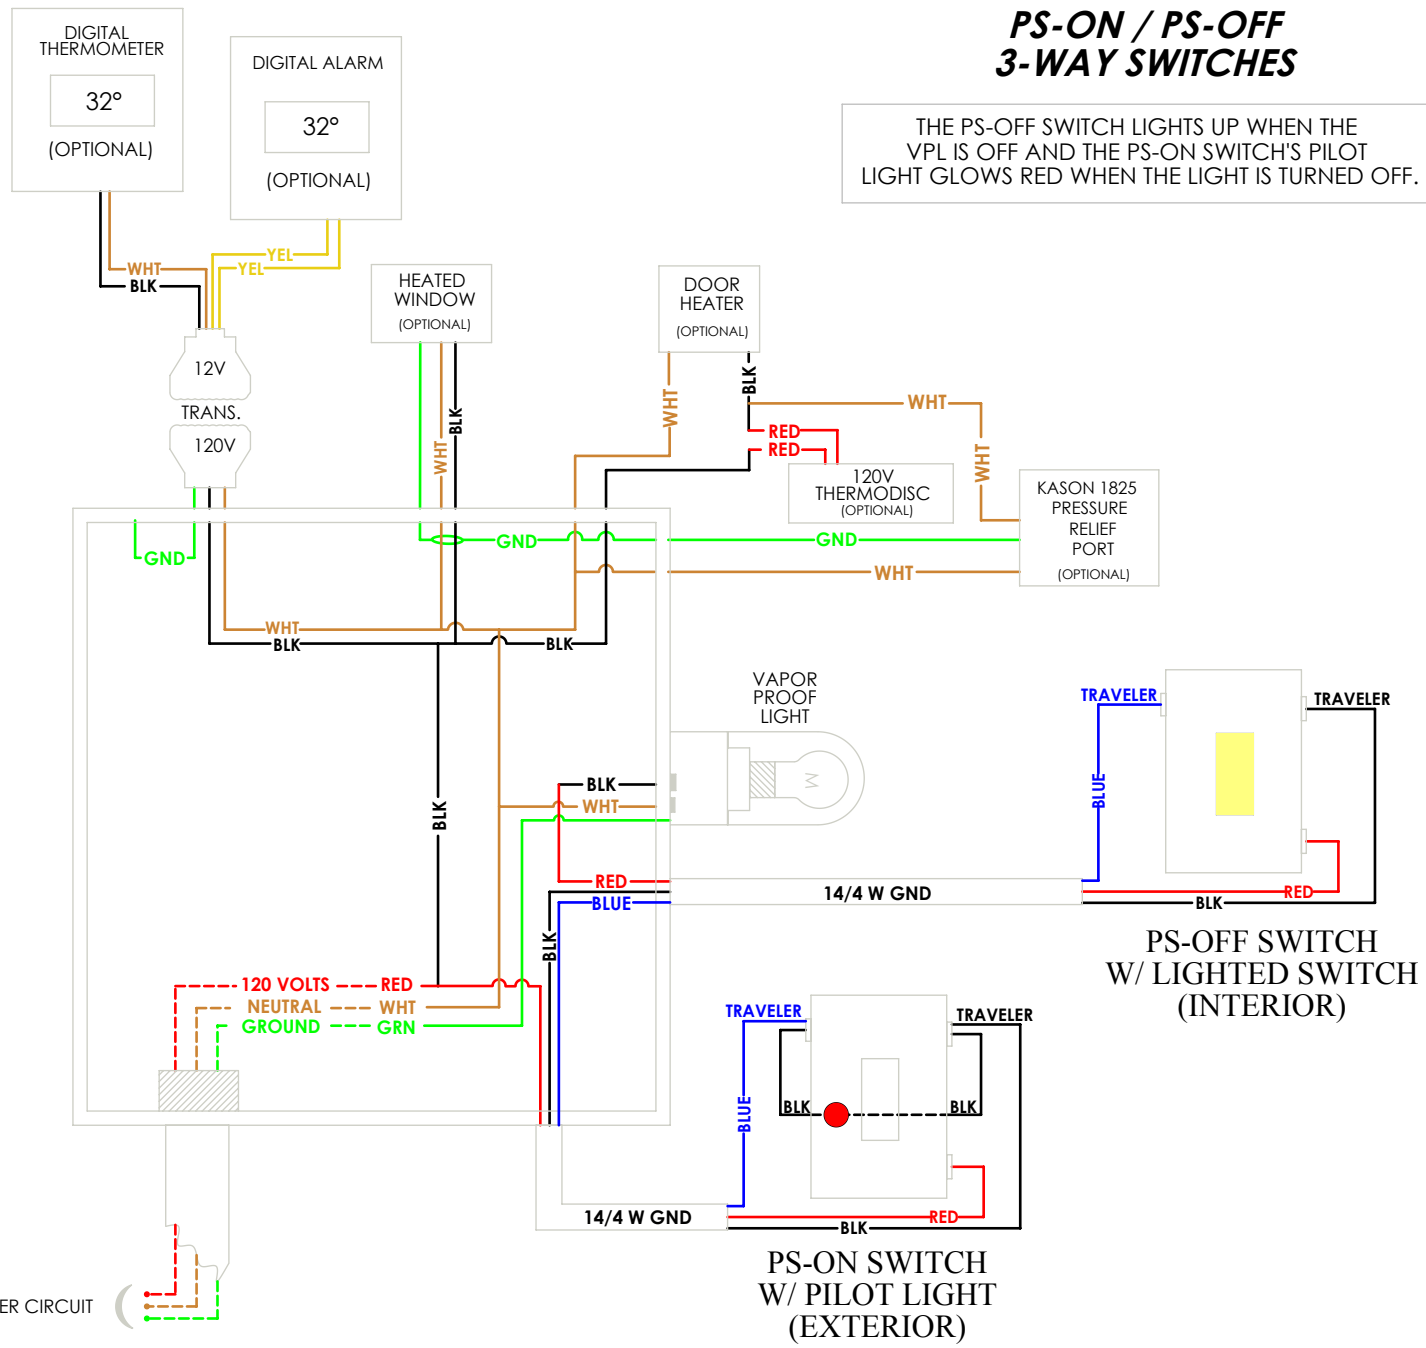 PS-ON / PS-OFF
3-WAY SWITCHES
THE PS-OFF SWITCH LIGHTS UP WHEN THE
VPL IS OFF AND THE PS-ON SWITCH'S PILOT
LIGHT GLOWS RED WHEN THE LIGHT IS TURNED OFF.
DIGITAL
THERMOMETER
32°
(OPTIONAL)
DIGITAL ALARM
32°
(OPTIONAL)
YEL
YEL
WHT
BLK
12V
TRANS.
120V
HEATED
WINDOW
(OPTIONAL)
WHT
BLK
DOOR
HEATER
(OPTIONAL)
WHT
BLK
WHT
WHT
RED
RED
120V
THERMODISC
(OPTIONAL)
KASON 1825
PRESSURE
RELIEF
PORT
(OPTIONAL)
GND
GND
GND
WHT
WHT
BLK
BLK
VAPOR
PROOF
LIGHT
BLK
WHT
BLK
RED
BLUE
BLK
14/4 W GND
TRAVELER
TRAVELER
BLUE
RED
BLK
PS-OFF SWITCH
W/ LIGHTED SWITCH
(INTERIOR)
120 VOLTS
RED
NEUTRAL
WHT
GROUND
GRN
TRAVELER
TRAVELER
BLUE
BLK
BLK
RED
BLK
14/4 W GND
PS-ON SWITCH
W/ PILOT LIGHT
(EXTERIOR)
ER CIRCUIT